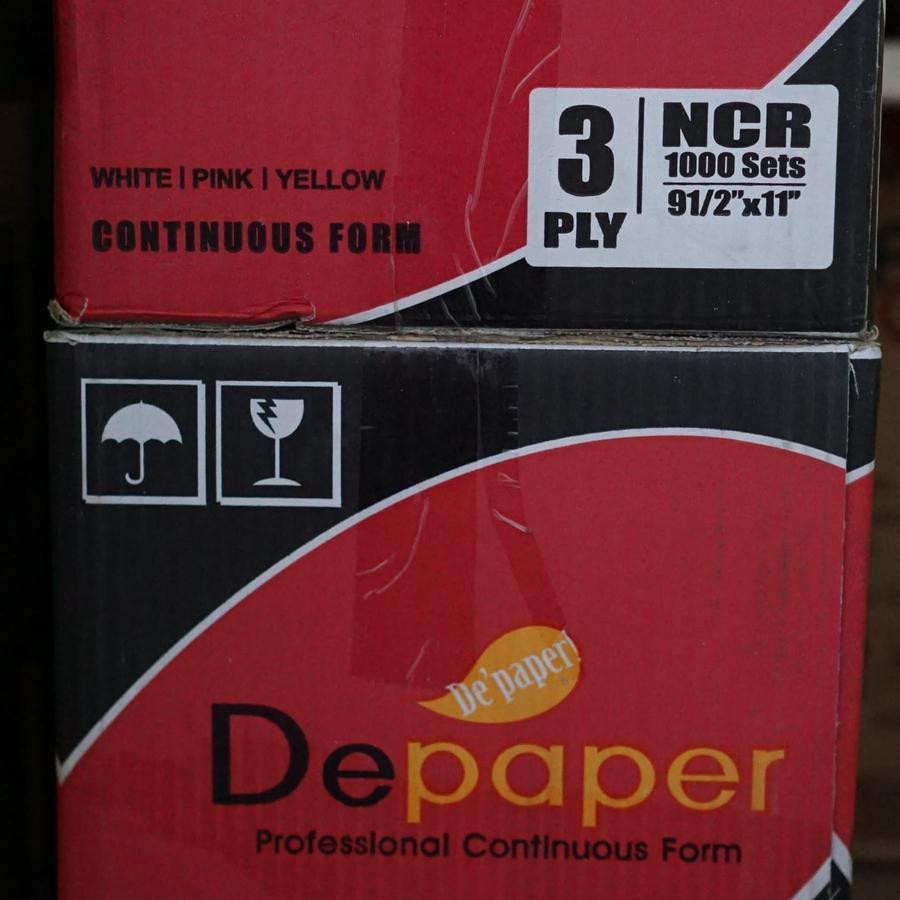 WHITE | PINK | YELLOW
CONTINUOUS FORM
3
PLY
NCR
1000 Sets
91/2"x11"
De'paper!
Depaper
Professional Continuous Form